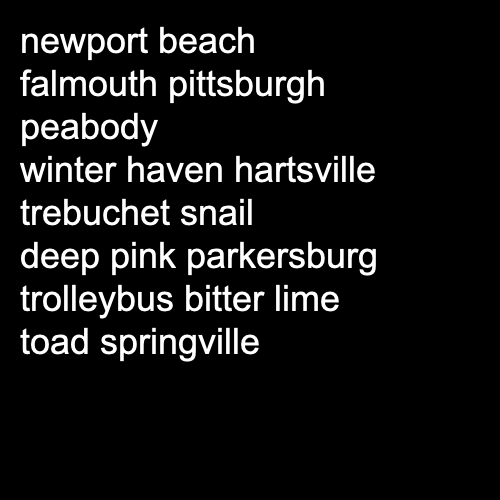 newport beach
falmouth pittsburgh
peabody
winter haven hartsville
trebuchet snail
deep pink parkersburg
trolleybus bitter lime
toad springville